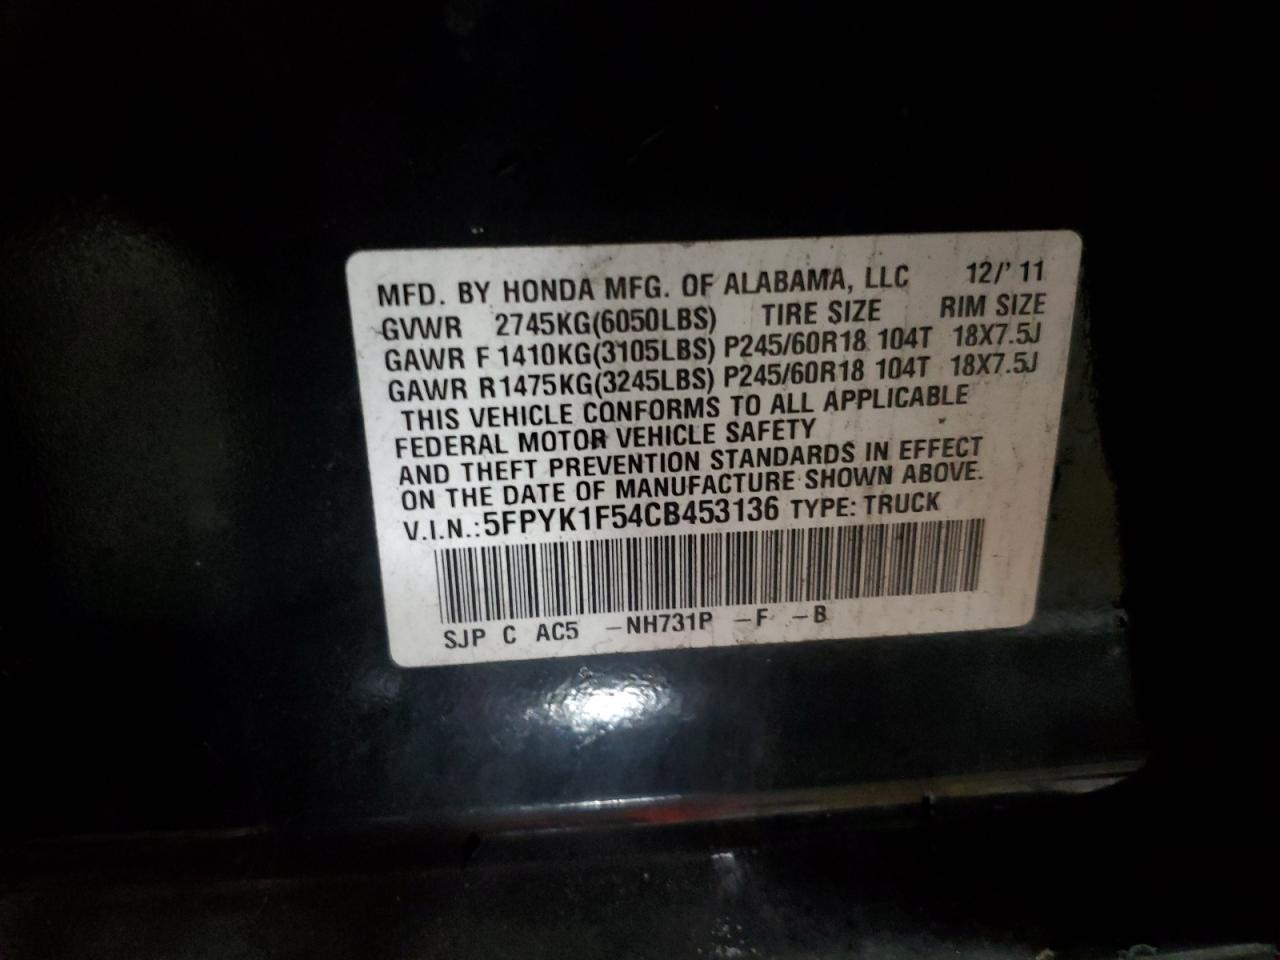 MFD. BY HONDA MFG. OF ALABAMA, LLC 12/'11
GVWR 2745KG(6050LBS) TIRE SIZE RIM SIZE
GAWR F 1410KG(3105LBS) P245/60R18 104T 18X7.5J
GAWR R1475KG(3245LBS) P245/60R18 104T 18X7.5J
THIS VEHICLE CONFORMS TO ALL APPLICABLE
FEDERAL MOTOR VEHICLE SAFETY
AND THEFT PREVENTION STANDARDS IN EFFECT
ON THE DATE OF MANUFACTURE SHOWN ABOVE.
V.I.N.: 5FPYK1F54CB453136 TYPE: TRUCK
SJP C AC5 -NH731P -F -B